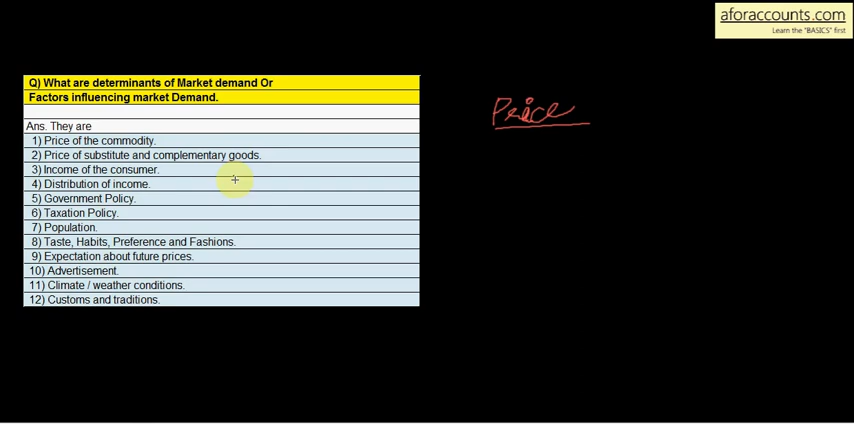 aforaccounts.com
Learn the "BASICS" first
Q) What are determinants of Market demand Or
Factors influencing market Demand.
Ans. They are
1) Price of the commodity.
2) Price of substitute and complementary goods.
3) Income of the consumer.
4) Distribution of income.
5) Government Policy.
6) Taxation Policy.
7) Population.
8) Taste, Habits, Preference and Fashions.
9) Expectation about future prices.
10) Advertisement.
11) Climate / weather conditions.
12) Customs and traditions.
Price